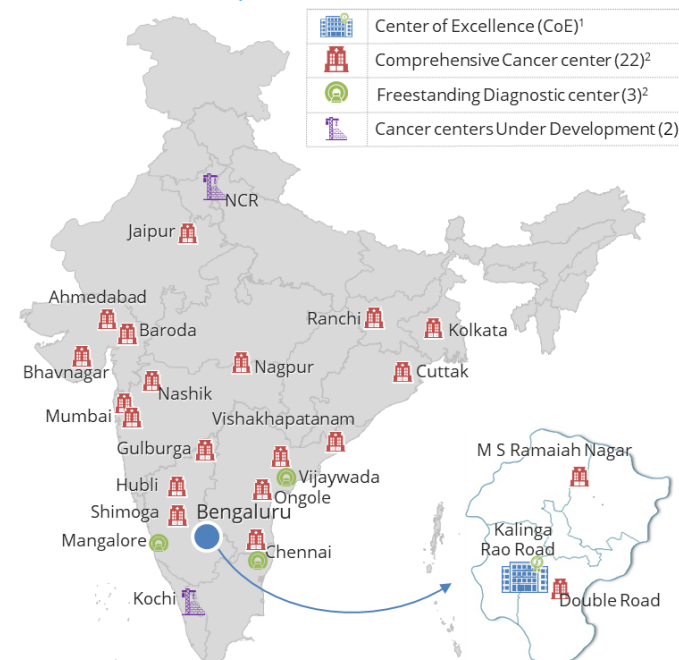 Center of Excellence (CoE)¹
Comprehensive Cancer center (22)²
Freestanding Diagnostic center (3)²
Cancer centers Under Development (2)
NCR
Jaipur
Ahmedabad
Baroda
Ranchi
Kolkata
Bhavnagar
Nagpur
Cuttak
Nashik
Mumbai
Vishakhapatanam
Gulburga
Vijaywada
Hubli
Ongole
Shimoga
Bengaluru
Mangalore
Chennai
Kochi
M S Ramaiah Nagar
Kalinga
Rao Road
Double Road